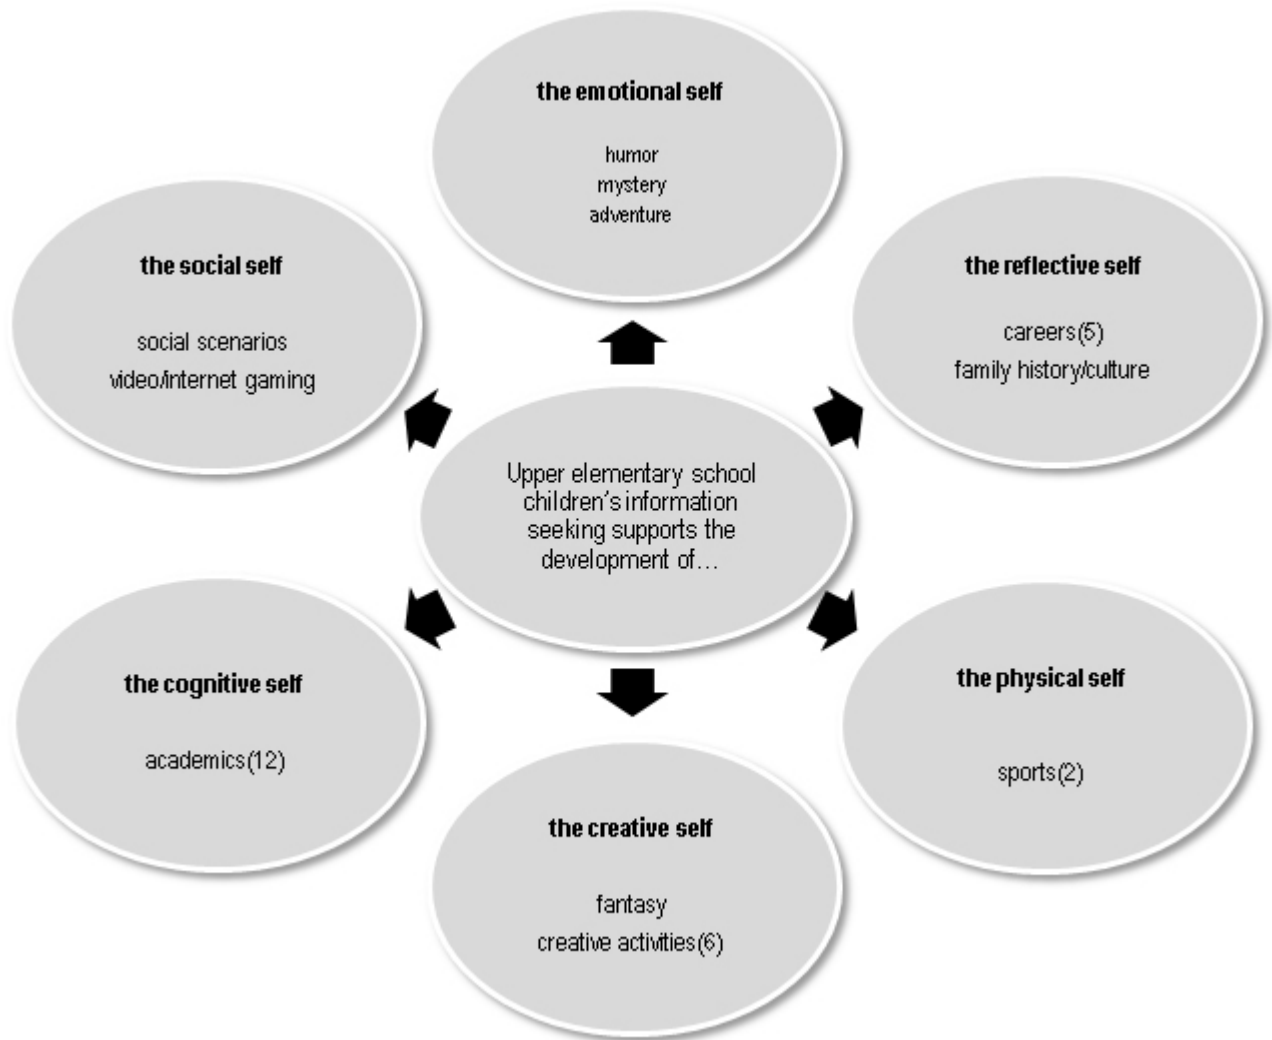 the emotional self
humor
mystery
adventure
the social self
social scenarios
video/internet gaming
the reflective self
careers(5)
family history/culture
Upper elementary school
children's information
seeking supports the
development of...
the cognitive self
academics(12)
the physical self
sports(2)
the creative self
fantasy
creative activities(6)